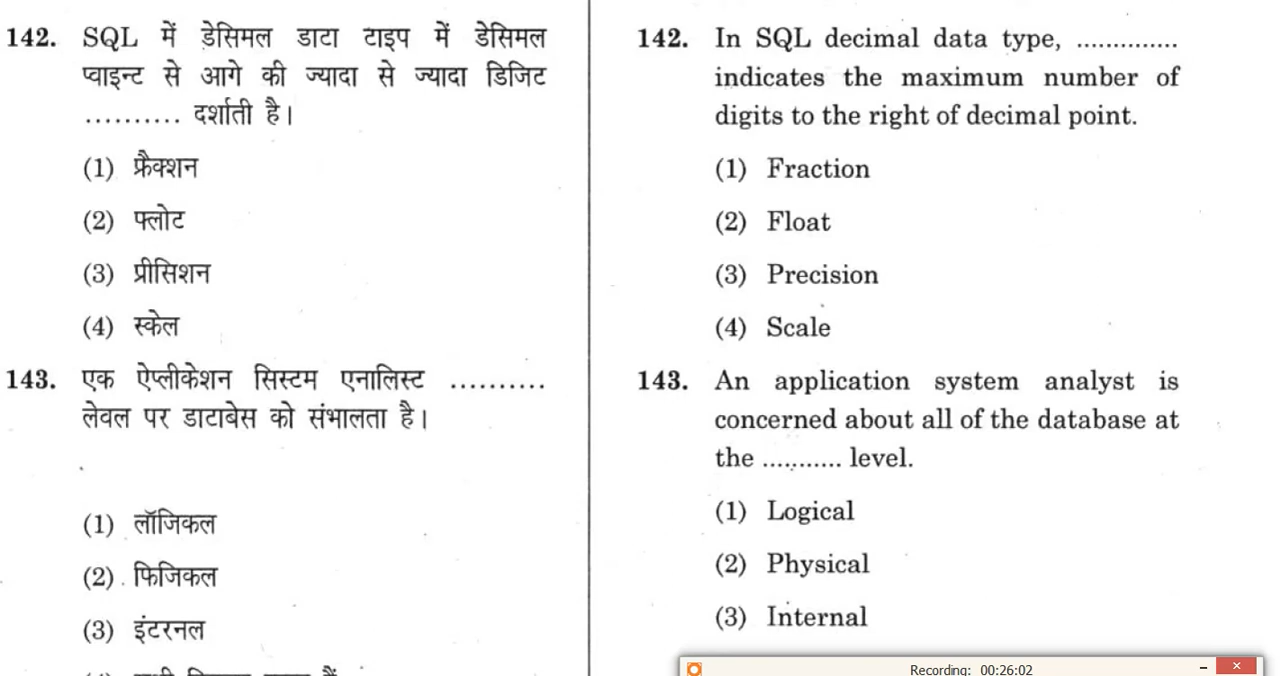 142. SQL में डेसिमल डाटा टाइप में डेसिमल
प्वाइन्ट से आगे की ज्यादा से ज्यादा डिजिट
.......... दर्शाती है।
(1) फ्रैक्शन
(2) फ्लोट
(3) प्रीसिशन
(4) स्केल
143. एक ऐप्लीकेशन सिस्टम एनालिस्ट ..........
लेवल पर डाटाबेस को संभालता है।
(1) लॉजिकल
(2) फिजिकल
(3) इंटरनल
142. In SQL decimal data type, ..............
indicates the maximum number of
digits to the right of decimal point.
(1) Fraction
(2) Float
(3) Precision
(4) Scale
143. An application system analyst is
concerned about all of the database at
the ........... level.
(1) Logical
(2) Physical
(3) Internal
Recording: 00:26:02